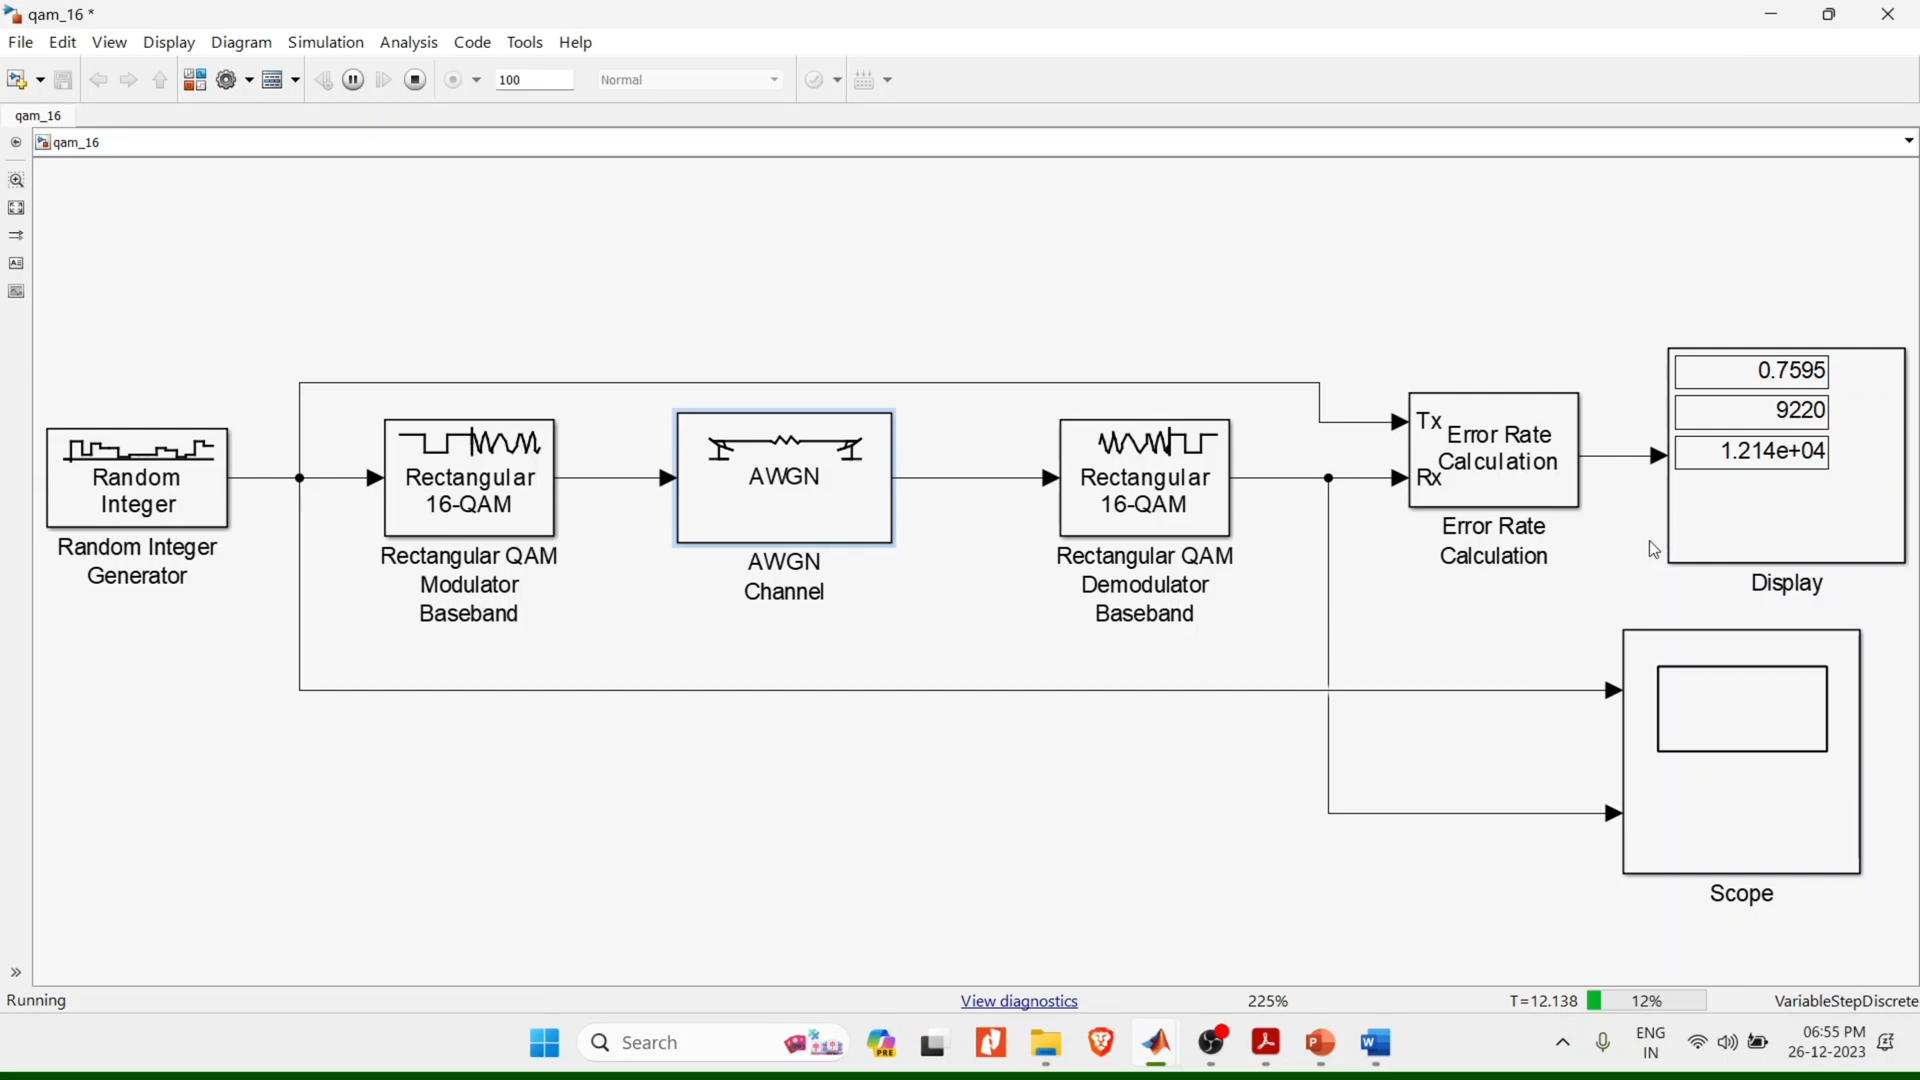 qam_16 *
File Edit View Display Diagram Simulation Analysis Code Tools Help
100 Normal
qam_16
qam_16
Random
Integer
Random Integer
Generator
Rectangular
16-QAM
Rectangular QAM
Modulator
Baseband
AWGN
AWGN
Channel
Rectangular
16-QAM
Rectangular QAM
Demodulator
Baseband
Tx
Rx
Error Rate
Calculation
Error Rate
Calculation
0.7595
9220
1.214e+04
Display
Scope
Running View diagnostics 225% T=12.138 12% VariableStepDiscrete
Search
PRE
ENG
IN
06:55 PM
26-12-2023